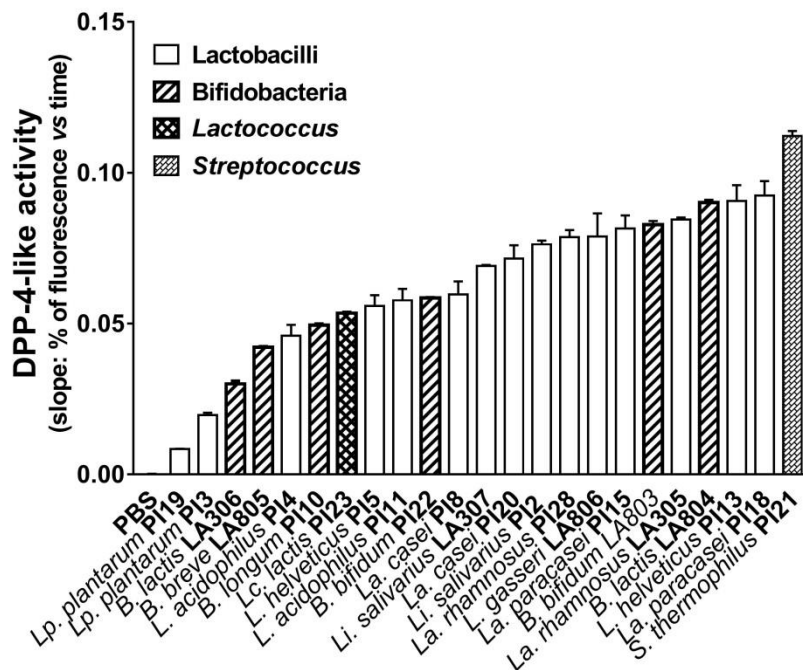 DPP-4-like activity
(slope: % of fluorescence vs time)
0.15
0.10
0.05
0.00
Lactobacilli
Bifidobacteria
Lactococcus
Streptococcus
PBS
Lp. plantarum PI19
Lp. plantarum PI3
B. lactis LA306
B. breve LA805
L. acidophilus PI4
B. longum PI10
Lc. lactis PI23
L. helveticus PI5
L. acidophilus PI11
B. bifidum PI22
La. casei PI8
Li. salivarius LA307
La. casei PI20
Li. salivarius PI2
La. rhamnosus PI28
L. gasseri LA806
La. paracasei PI15
B. bifidum LA803
La. rhamnosus LA305
B. lactis LA804
L. helveticus PI13
La. paracasei PI18
S. thermophilus PI21